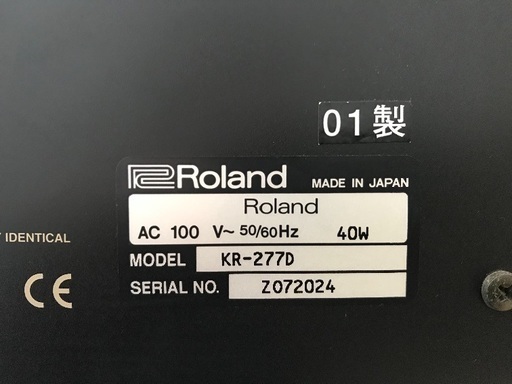 01製
Roland MADE IN JAPAN
Roland
AC 100 V~ 50/60Hz 40W
MODEL KR-277D
SERIAL NO. Z072024
IDENTICAL
CE